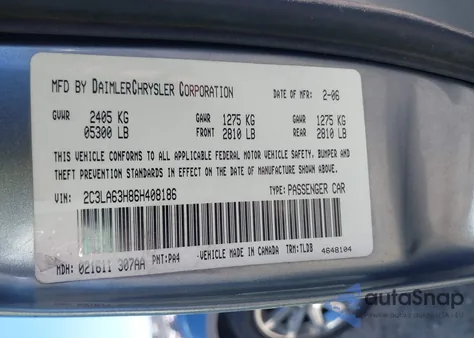 MFD BY DAIMLERCHRYSLER CORPORATION DATE OF MFR: 2-06
GVWR 2405 KG GAWR 1275 KG GAWR 1275 KG
05300 LB FRONT 2810 LB REAR 2810 LB
THIS VEHICLE CONFORMS TO ALL APPLICABLE FEDERAL MOTOR VEHICLE SAFETY, BUMPER AND
THEFT PREVENTION STANDARDS IN EFFECT ON THE DATE OF MANUFACTURE SHOWN ABOVE.
VIN: 2C3LA63H86H408186 TYPE: PASSENGER CAR
MDH: 021611 307AA PNT:PA4 -VEHICLE MADE IN CANADA TRM:TLDB 4648104
autoSnap